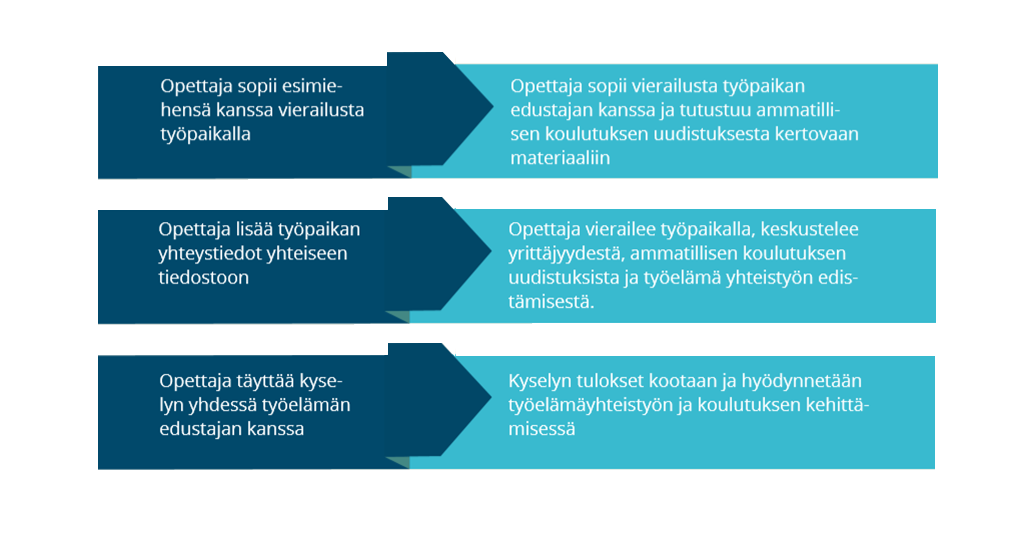 Opettaja sopii esimie-
hensä kanssa vierailusta
työpaikalla
Opettaja sopii vierailusta työpaikan
edustajan kanssa ja tutustuu ammatilli-
sen koulutuksen uudistuksesta kertovaan
materiaaliin
Opettaja lisää työpaikan
yhteystiedot yhteiseen
tiedostoon
Opettaja vierailee työpaikalla, keskustelee
yrittäjyydestä, ammatillisen koulutuksen
uudistuksista ja työelämä yhteistyön edis-
tämisestä.
Opettaja täyttää kyse-
lyn yhdessä työelämän
edustajan kanssa
Kyselyn tulokset kootaan ja hyödynnetään
työelämäyhteistyön ja koulutuksen kehittä-
misessä